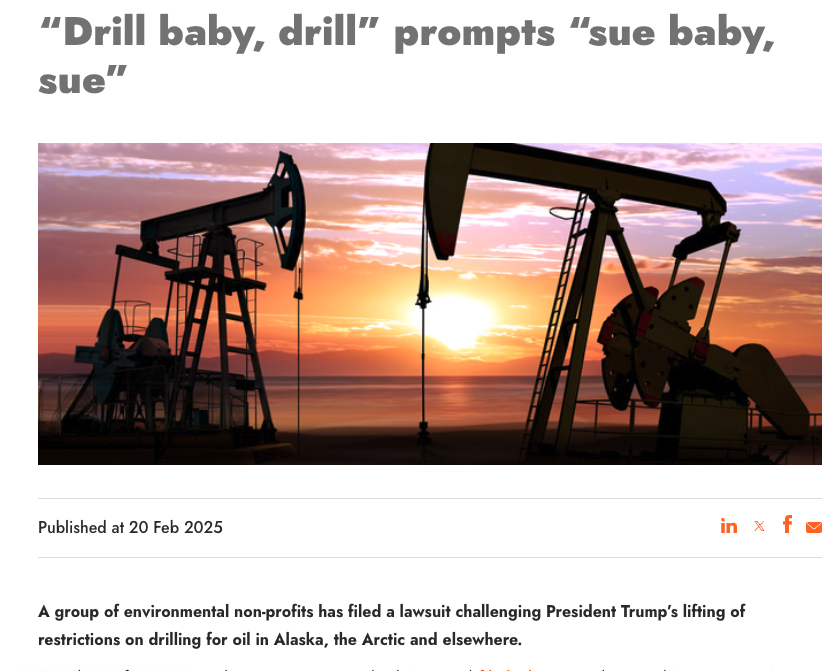 “Drill baby, drill” prompts “sue baby,
sue”
Published at 20 Feb 2025
A group of environmental non-profits has filed a lawsuit challenging President Trump’s lifting of
restrictions on drilling for oil in Alaska, the Arctic and elsewhere.